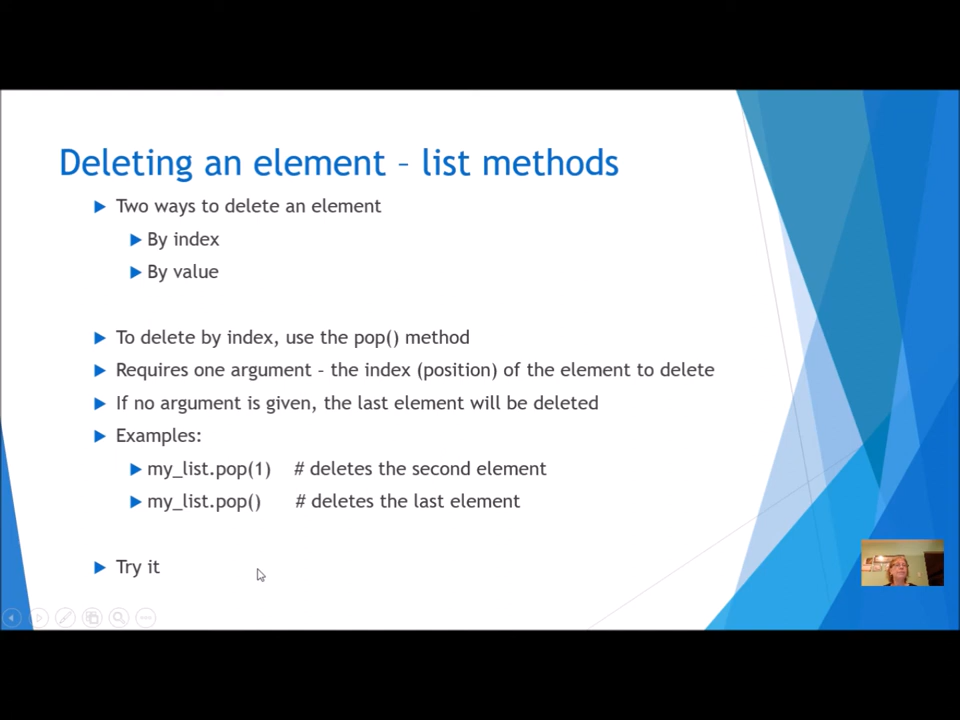 Deleting an element – list methods
Two ways to delete an element
By index
By value
To delete by index, use the pop() method
Requires one argument – the index (position) of the element to delete
If no argument is given, the last element will be deleted
Examples:
my_list.pop(1) # deletes the second element
my_list.pop() # deletes the last element
Try it